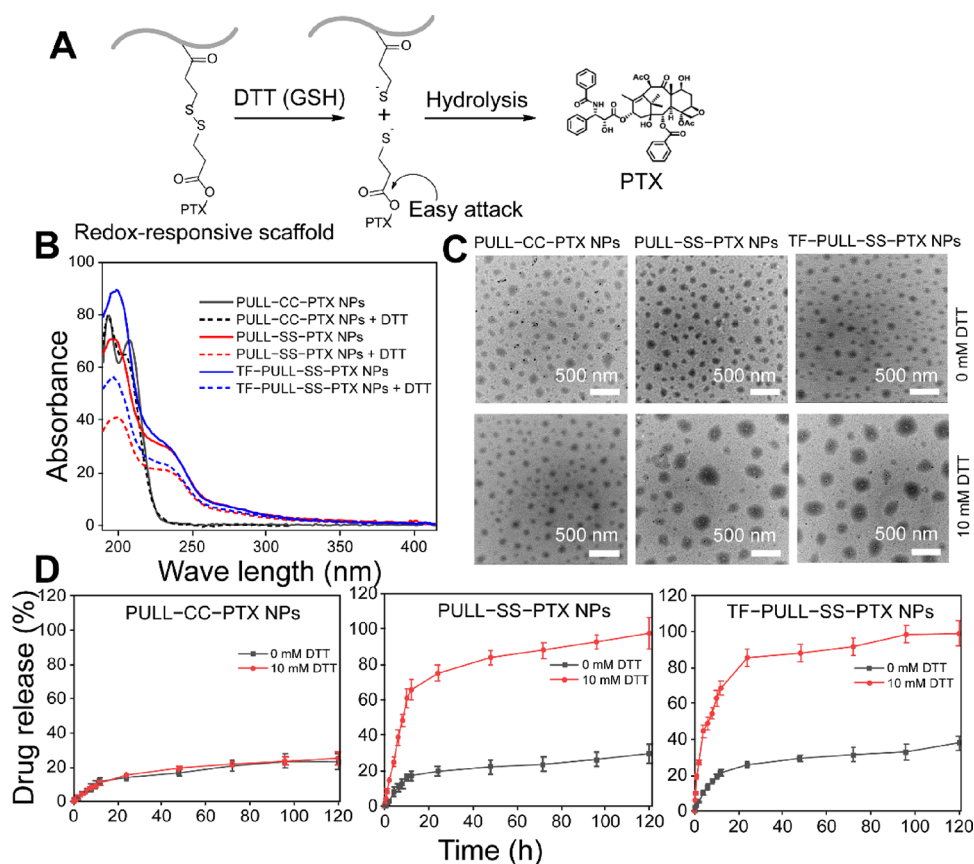 A
O
S
S
O
O
PTX
Redox-responsive scaffold
DTT (GSH)
O
S-
+
S-
O
O
PTX
Easy attack
Hydrolysis
O
NH
O
OH
O
AcO
O
OH
HO
O
H
OAc
O
O
PTX
B
Absorbance
100
80
60
40
20
0
PULL-CC-PTX NPs
PULL-CC-PTX NPs + DTT
PULL-SS-PTX NPs
PULL-SS-PTX NPs + DTT
TF-PULL-SS-PTX NPs
TF-PULL-SS-PTX NPs + DTT
200 250 300 350 400
Wave length (nm)
C
PULL-CC-PTX NPs PULL-SS-PTX NPs TF-PULL-SS-PTX NPs
500 nm 500 nm 500 nm
0 mM DTT
500 nm 500 nm 500 nm
10 mM DTT
D
Drug release (%)
PULL-CC-PTX NPs
0 mM DTT
10 mM DTT
120
100
80
60
40
20
0
0 20 40 60 80 100 120
PULL-SS-PTX NPs
0 mM DTT
10 mM DTT
120
100
80
60
40
20
0
0 20 40 60 80 100 120
TF-PULL-SS-PTX NPs
0 mM DTT
10 mM DTT
120
100
80
60
40
20
0
0 20 40 60 80 100 120
Time (h)